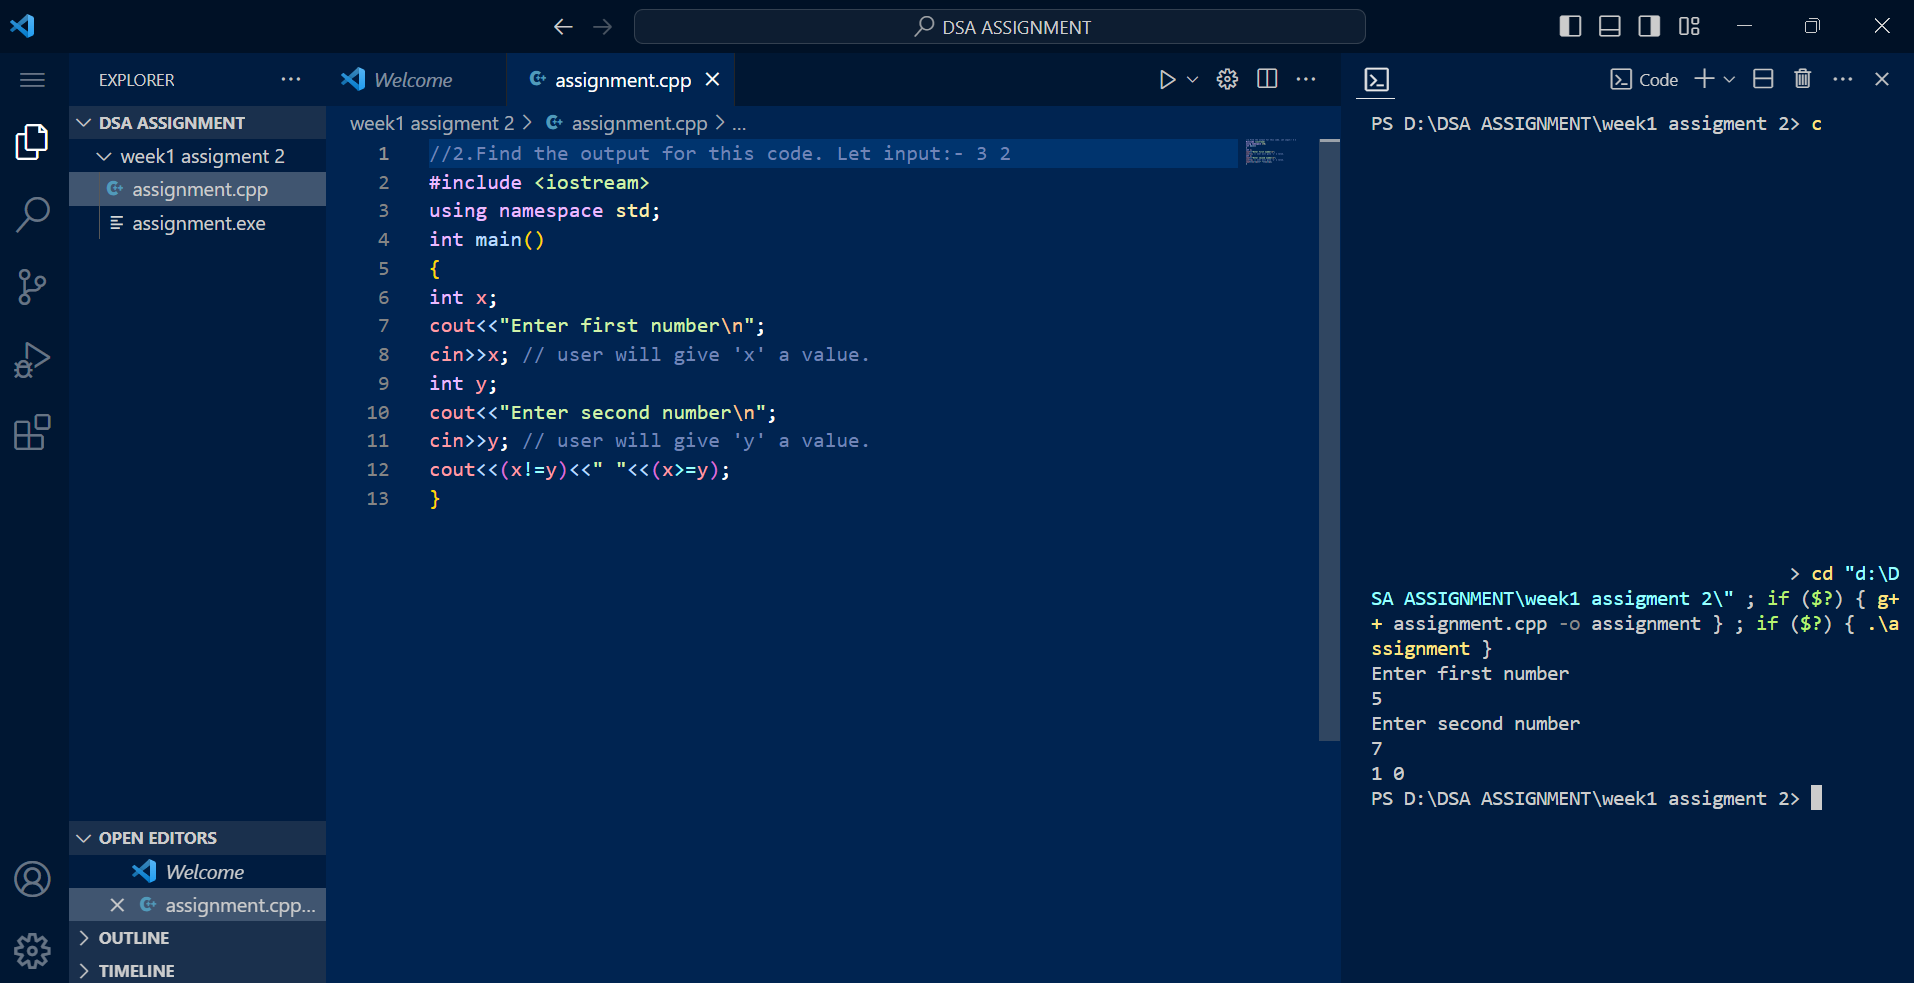 DSA ASSIGNMENT
EXPLORER
DSA ASSIGNMENT
week1 assigment 2
assignment.cpp
assignment.exe
OPEN EDITORS
Welcome
assignment.cpp...
OUTLINE
TIMELINE
Welcome
assignment.cpp
week1 assigment 2 > assignment.cpp > ...
1 //2.Find the output for this code. Let input:- 3 2
2 #include <iostream>
3 using namespace std;
4 int main()
5 {
6 int x;
7 cout<<"Enter first number\n";
8 cin>>x; // user will give 'x' a value.
9 int y;
10 cout<<"Enter second number\n";
11 cin>>y; // user will give 'y' a value.
12 cout<<(x!=y)<<" "<<(x>=y);
13 }
Code
PS D:\DSA ASSIGNMENT\week1 assigment 2> c
> cd "d:\D
SA ASSIGNMENT\week1 assigment 2\" ; if ($?) { g+
+ assignment.cpp -o assignment } ; if ($?) { .\a
ssignment }
Enter first number
5
Enter second number
7
1 0
PS D:\DSA ASSIGNMENT\week1 assigment 2>